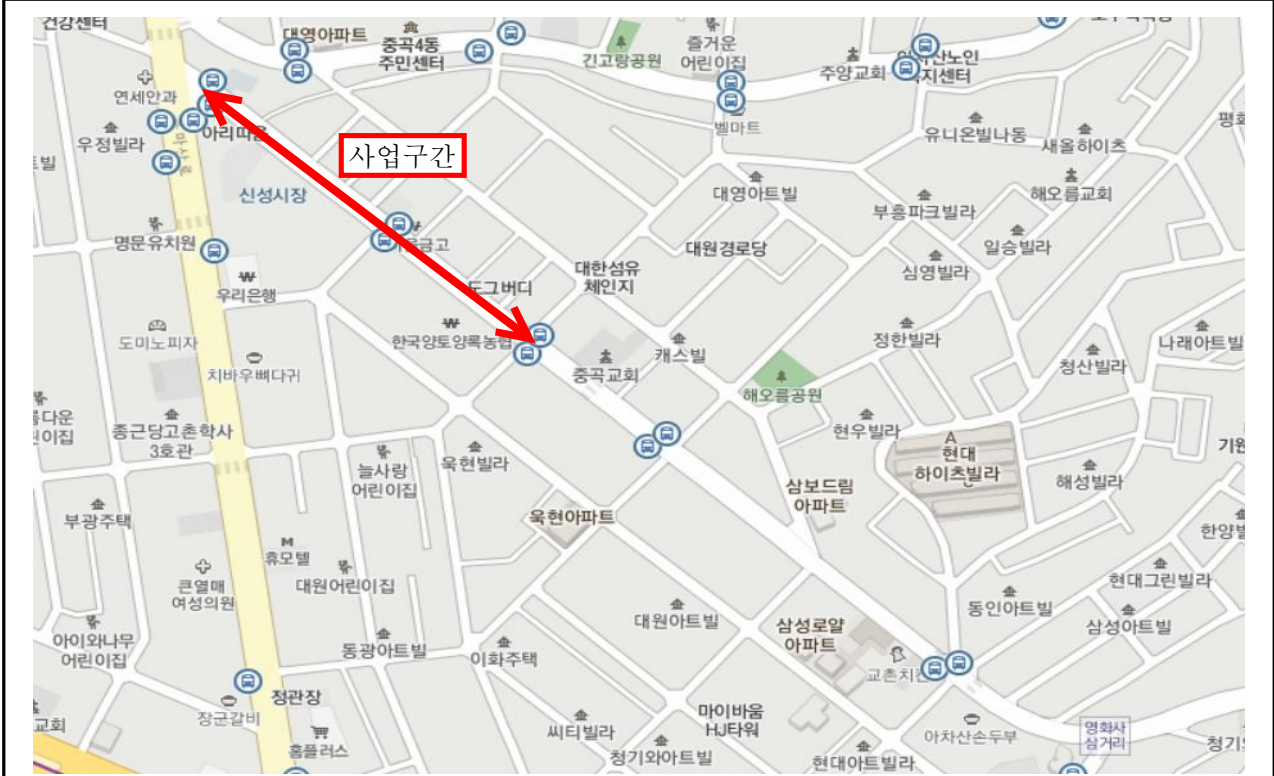 건강센터
대영아파트
중곡4동
주민센터
긴고랑공원
즐거운
어린이집
주양교회
지센터
연세안과
우정빌라
아리따움
벨마트
유니온빌나동
새올하이츠
사업구간
신성시장
대영아트빌
부흥파크빌라
해오름교회
명문유치원
금고
대원경로당
일승빌라
심영빌라
우리은행
도그버디
대한섬유
체인지
도미노피자
한국양토양록농협
중곡교회
캐스빌
정한빌라
나래아트빌
청산빌라
치바우뼈다귀
해오름공원
종근당고촌학사
3호관
늘사랑
어린이집
욱현빌라
현우빌라
A
현대
하이츠빌라
해성빌라
삼보드림
아파트
부광주택
욱현아파트
휴모텔
큰열매
여성의원
대원어린이집
현대그린빌라
동인아트빌
삼성아트빌
대원아트빌
삼성로얄
아파트
아이와나무
어린이집
동광아트빌
이화주택
교촌치킨
정관장
장군갈비
마이바움
HJ타워
씨티빌라
아차산손두부
영화사
삼거리
홈플러스
청기와아트빌
현대아트빌라
교회